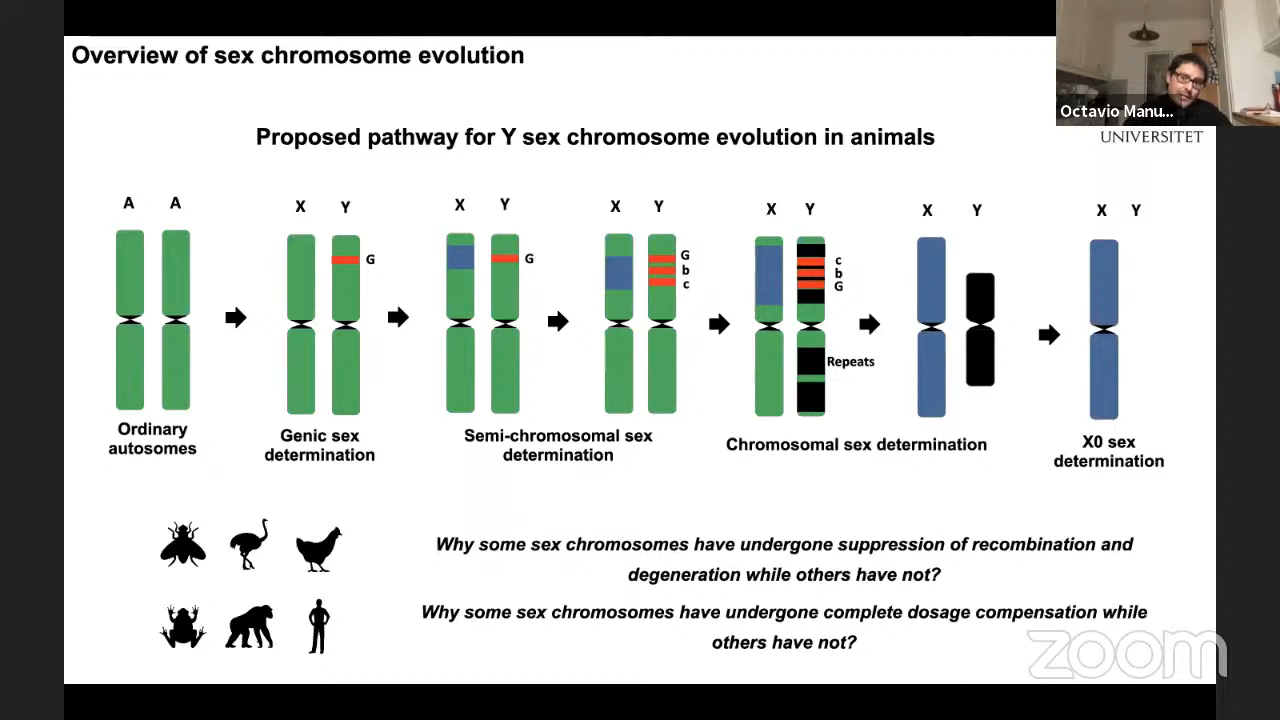 Overview of sex chromosome evolution
Octavio Manu...
UNIVERSITET
Proposed pathway for Y sex chromosome evolution in animals
A A X Y X Y X Y X Y X Y X Y
G
G
G
b
c
c
b
G
Repeats
Ordinary
autosomes
Genic sex
determination
Semi-chromosomal sex
determination
Chromosomal sex determination
X0 sex
determination
Why some sex chromosomes have undergone suppression of recombination and
degeneration while others have not?
Why some sex chromosomes have undergone complete dosage compensation while
others have not?
zoom